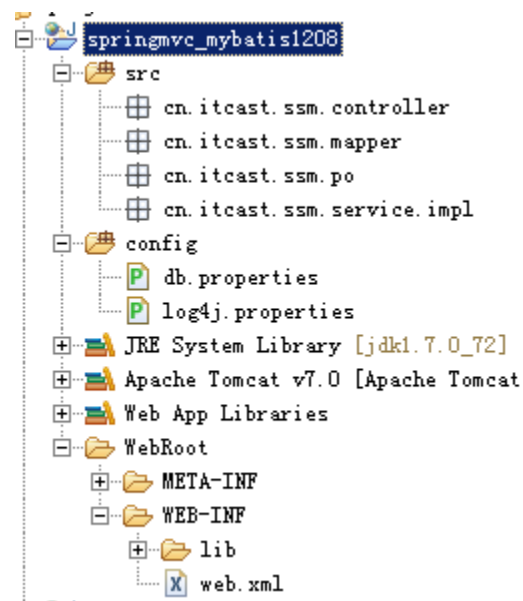 springmvc_mybatis1208
src
cn.itcast.ssm.controller
cn.itcast.ssm.mapper
cn.itcast.ssm.po
cn.itcast.ssm.service.impl
config
db.properties
log4j.properties
JRE System Library [jdk1.7.0_72]
Apache Tomcat v7.0 [Apache Tomcat
Web App Libraries
WebRoot
META-INF
WEB-INF
lib
web.xml